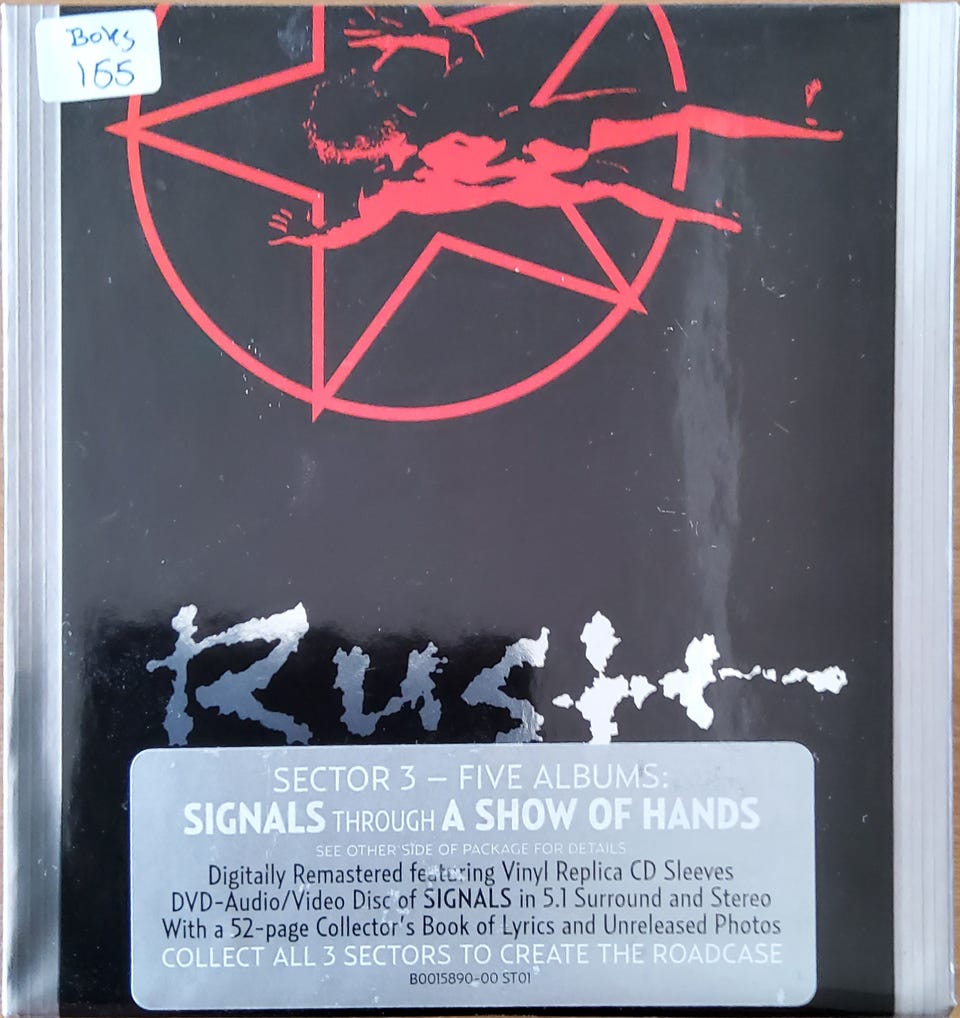 Boks
155
Rush
SECTOR 3 – FIVE ALBUMS:
SIGNALS THROUGH A SHOW OF HANDS
SEE OTHER SIDE OF PACKAGE FOR DETAILS
Digitally Remastered featuring Vinyl Replica CD Sleeves
DVD-Audio/Video Disc of SIGNALS in 5.1 Surround and Stereo
With a 52-page Collector's Book of Lyrics and Unreleased Photos
COLLECT ALL 3 SECTORS TO CREATE THE ROADCASE
B0015890-00 ST01